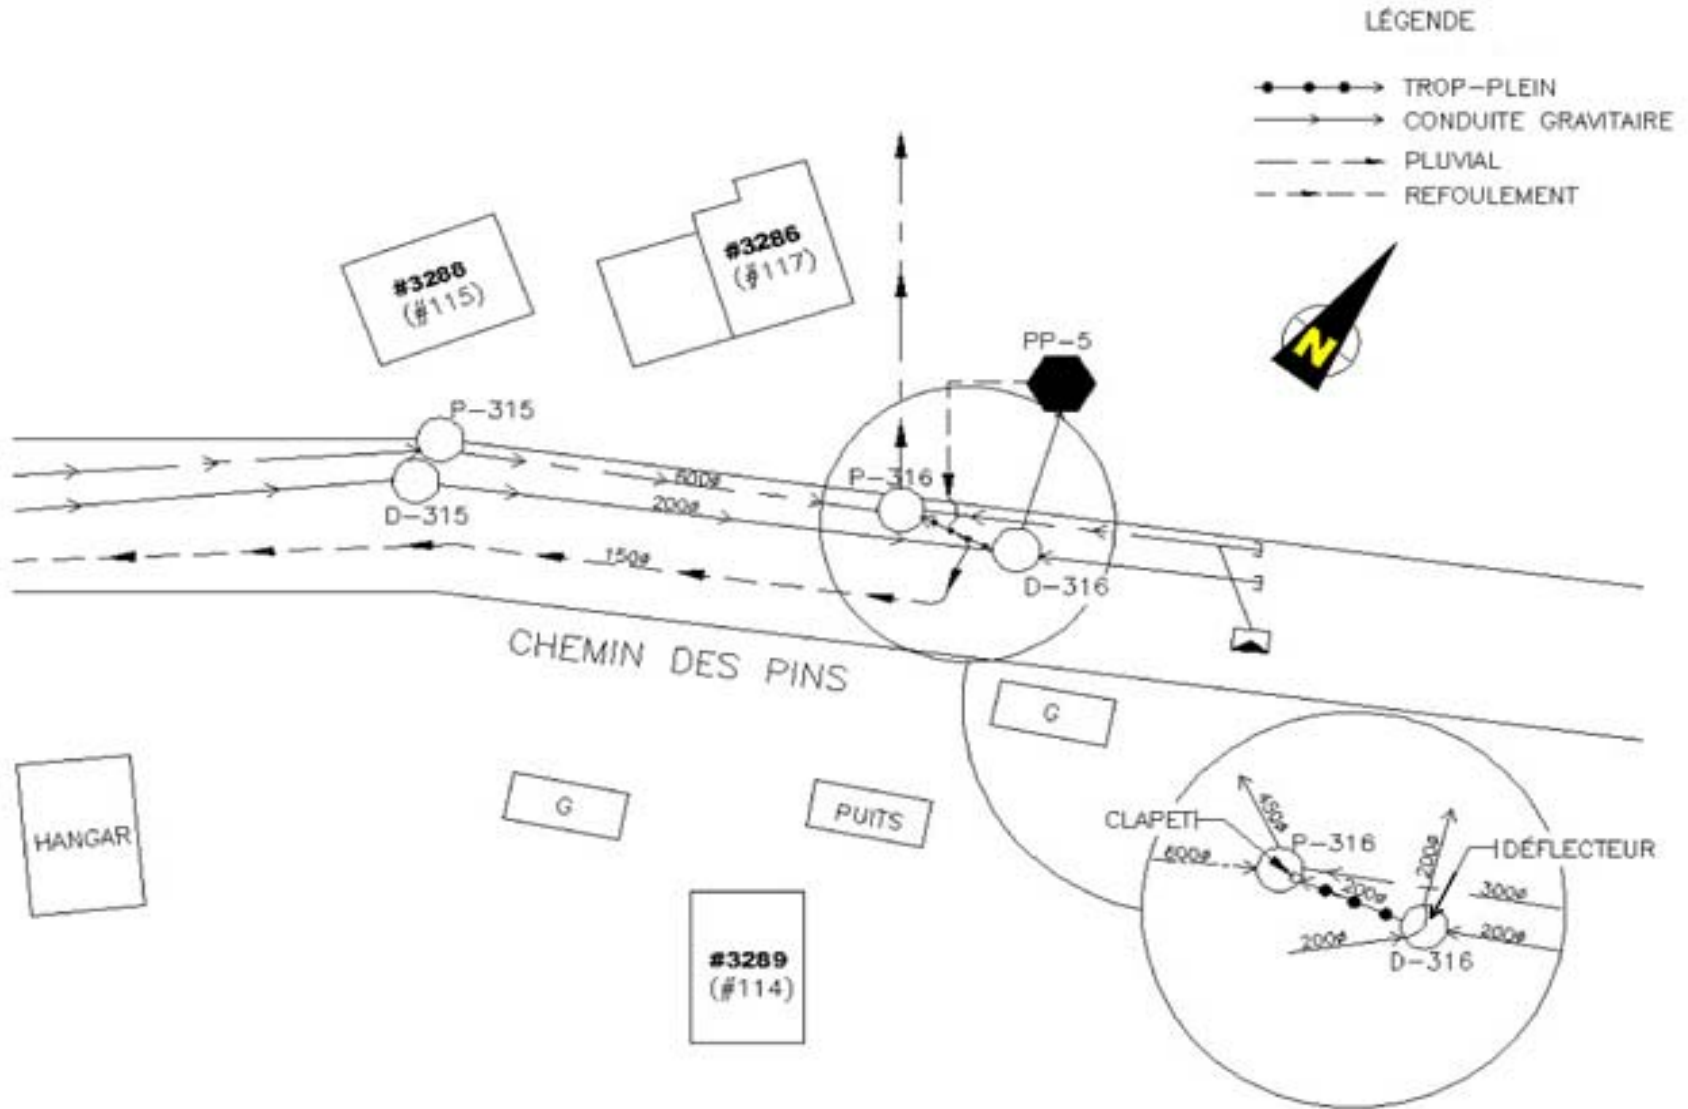 LÉGENDE
TROP-PLEIN
CONDUITE GRAVITAIRE
PLUVIAL
REFOULEMENT
N
#3286
(#117)
#3288
(#115)
PP-5
P-315
P-316
600ø
200ø
D-315
150ø
D-316
CHEMIN DES PINS
G
G
PUITS
HANGAR
#3289
(#114)
450ø
CLAPET
P-316
600ø
200ø
DÉFLECTEUR
200ø
300ø
200ø
200ø
D-316